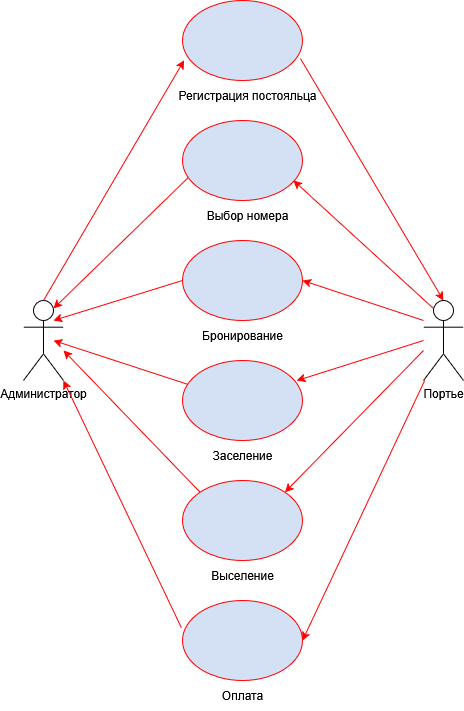 Регистрация постояльца
Выбор номера
Бронирование
Администратор
Портье
Заселение
Выселение
Оплата